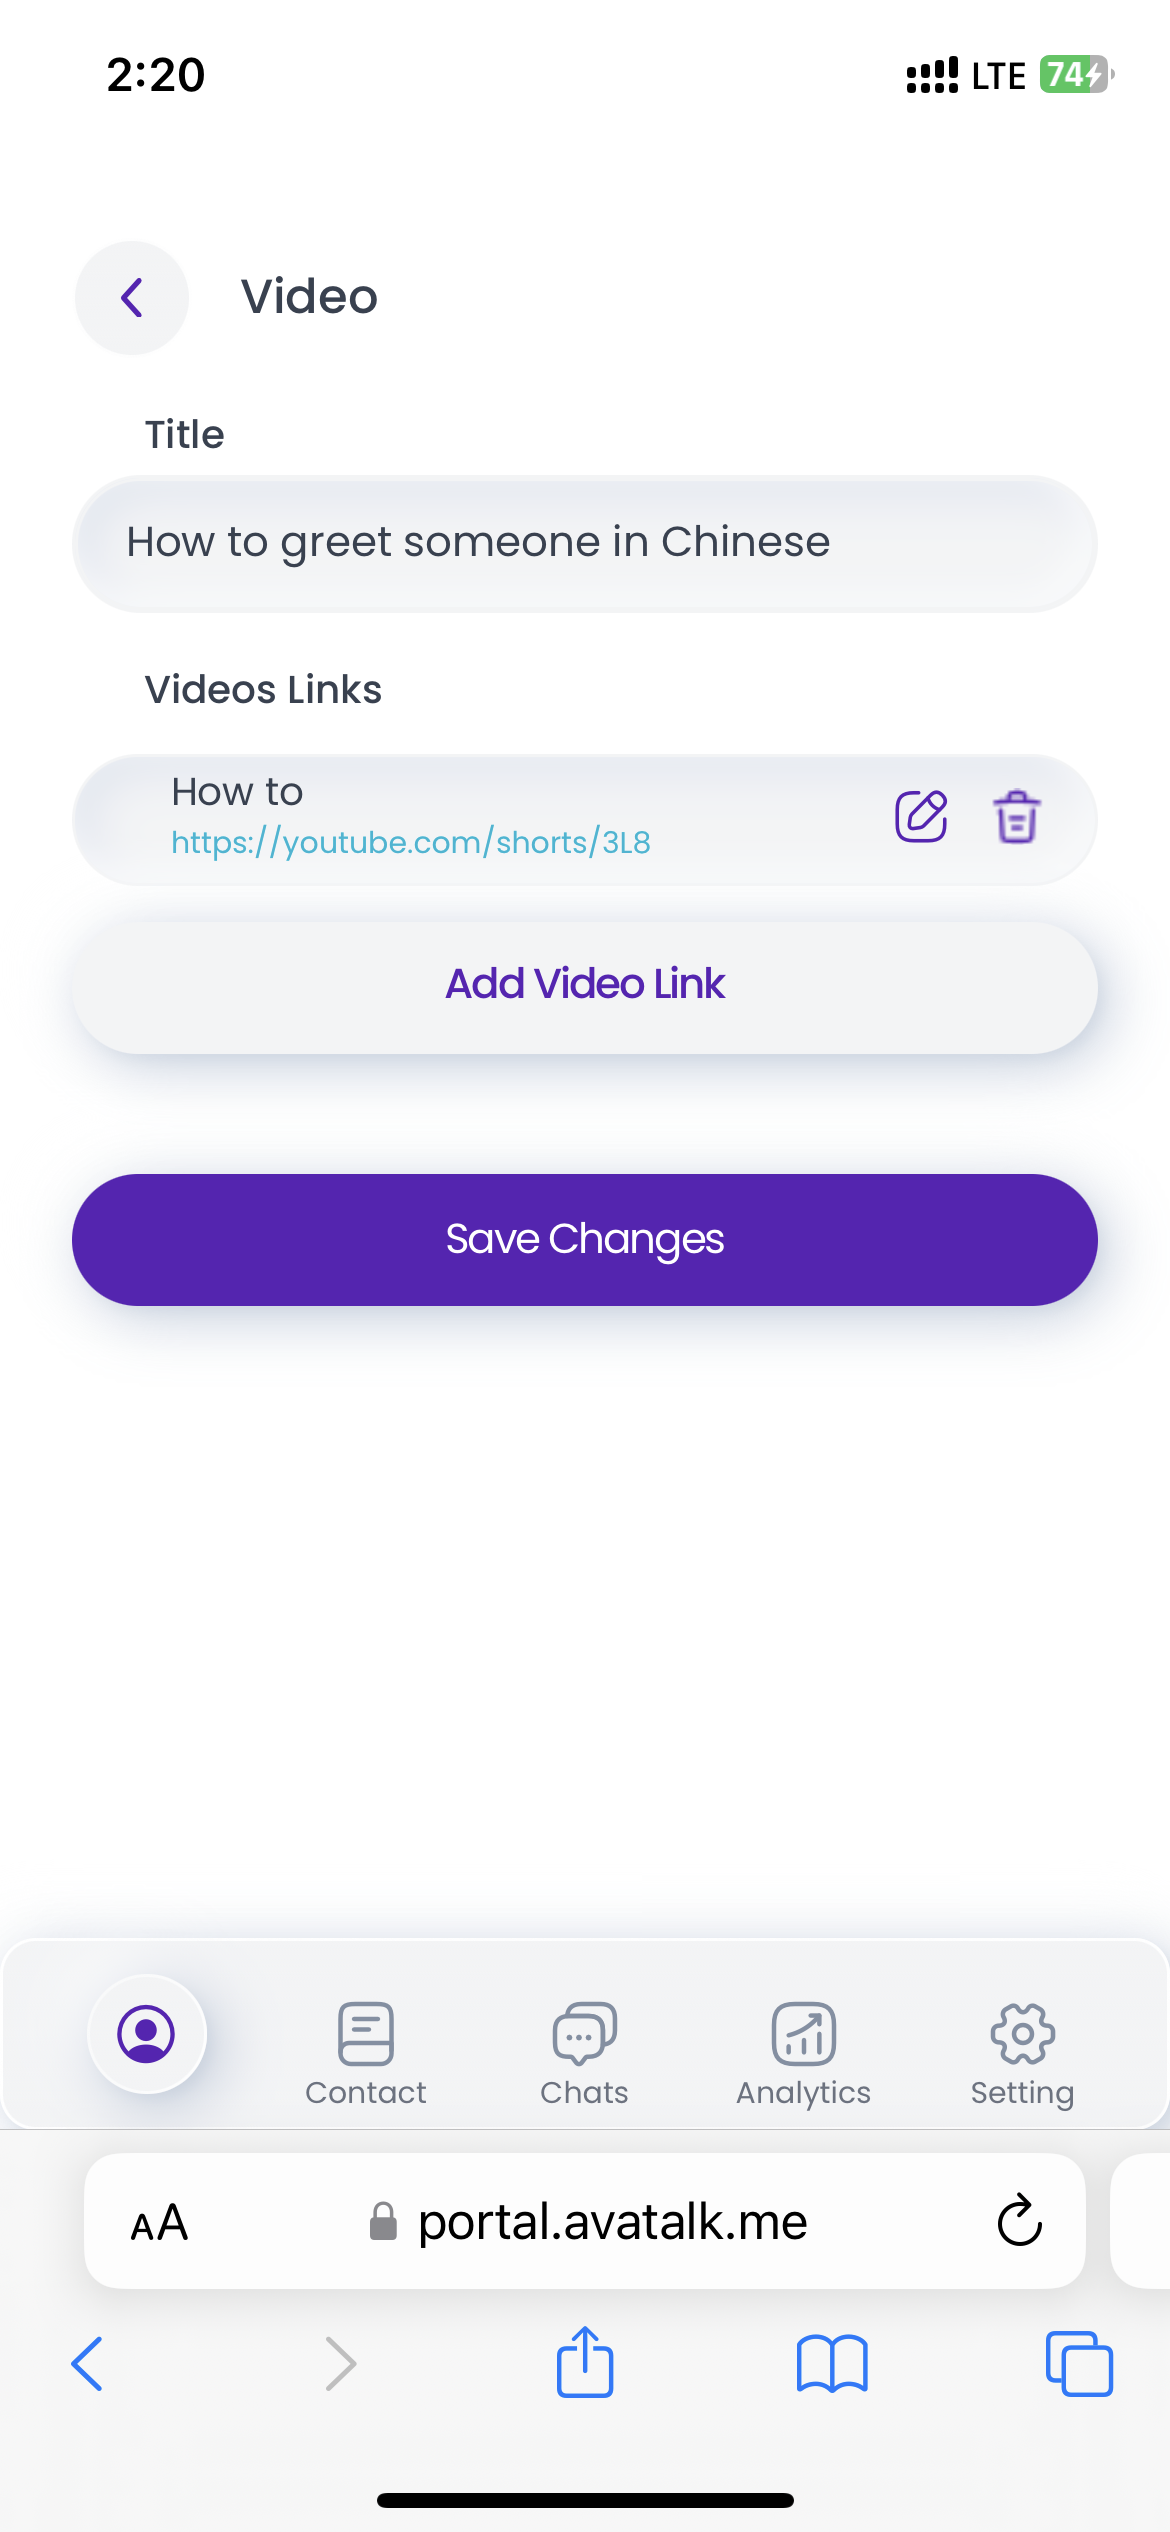 2:20
LTE 74
Video
Title
How to greet someone in Chinese
Videos Links
How to
https://youtube.com/shorts/3L8
Add Video Link
Save Changes
Contact Chats Analytics Setting
AA portal.avatalk.me